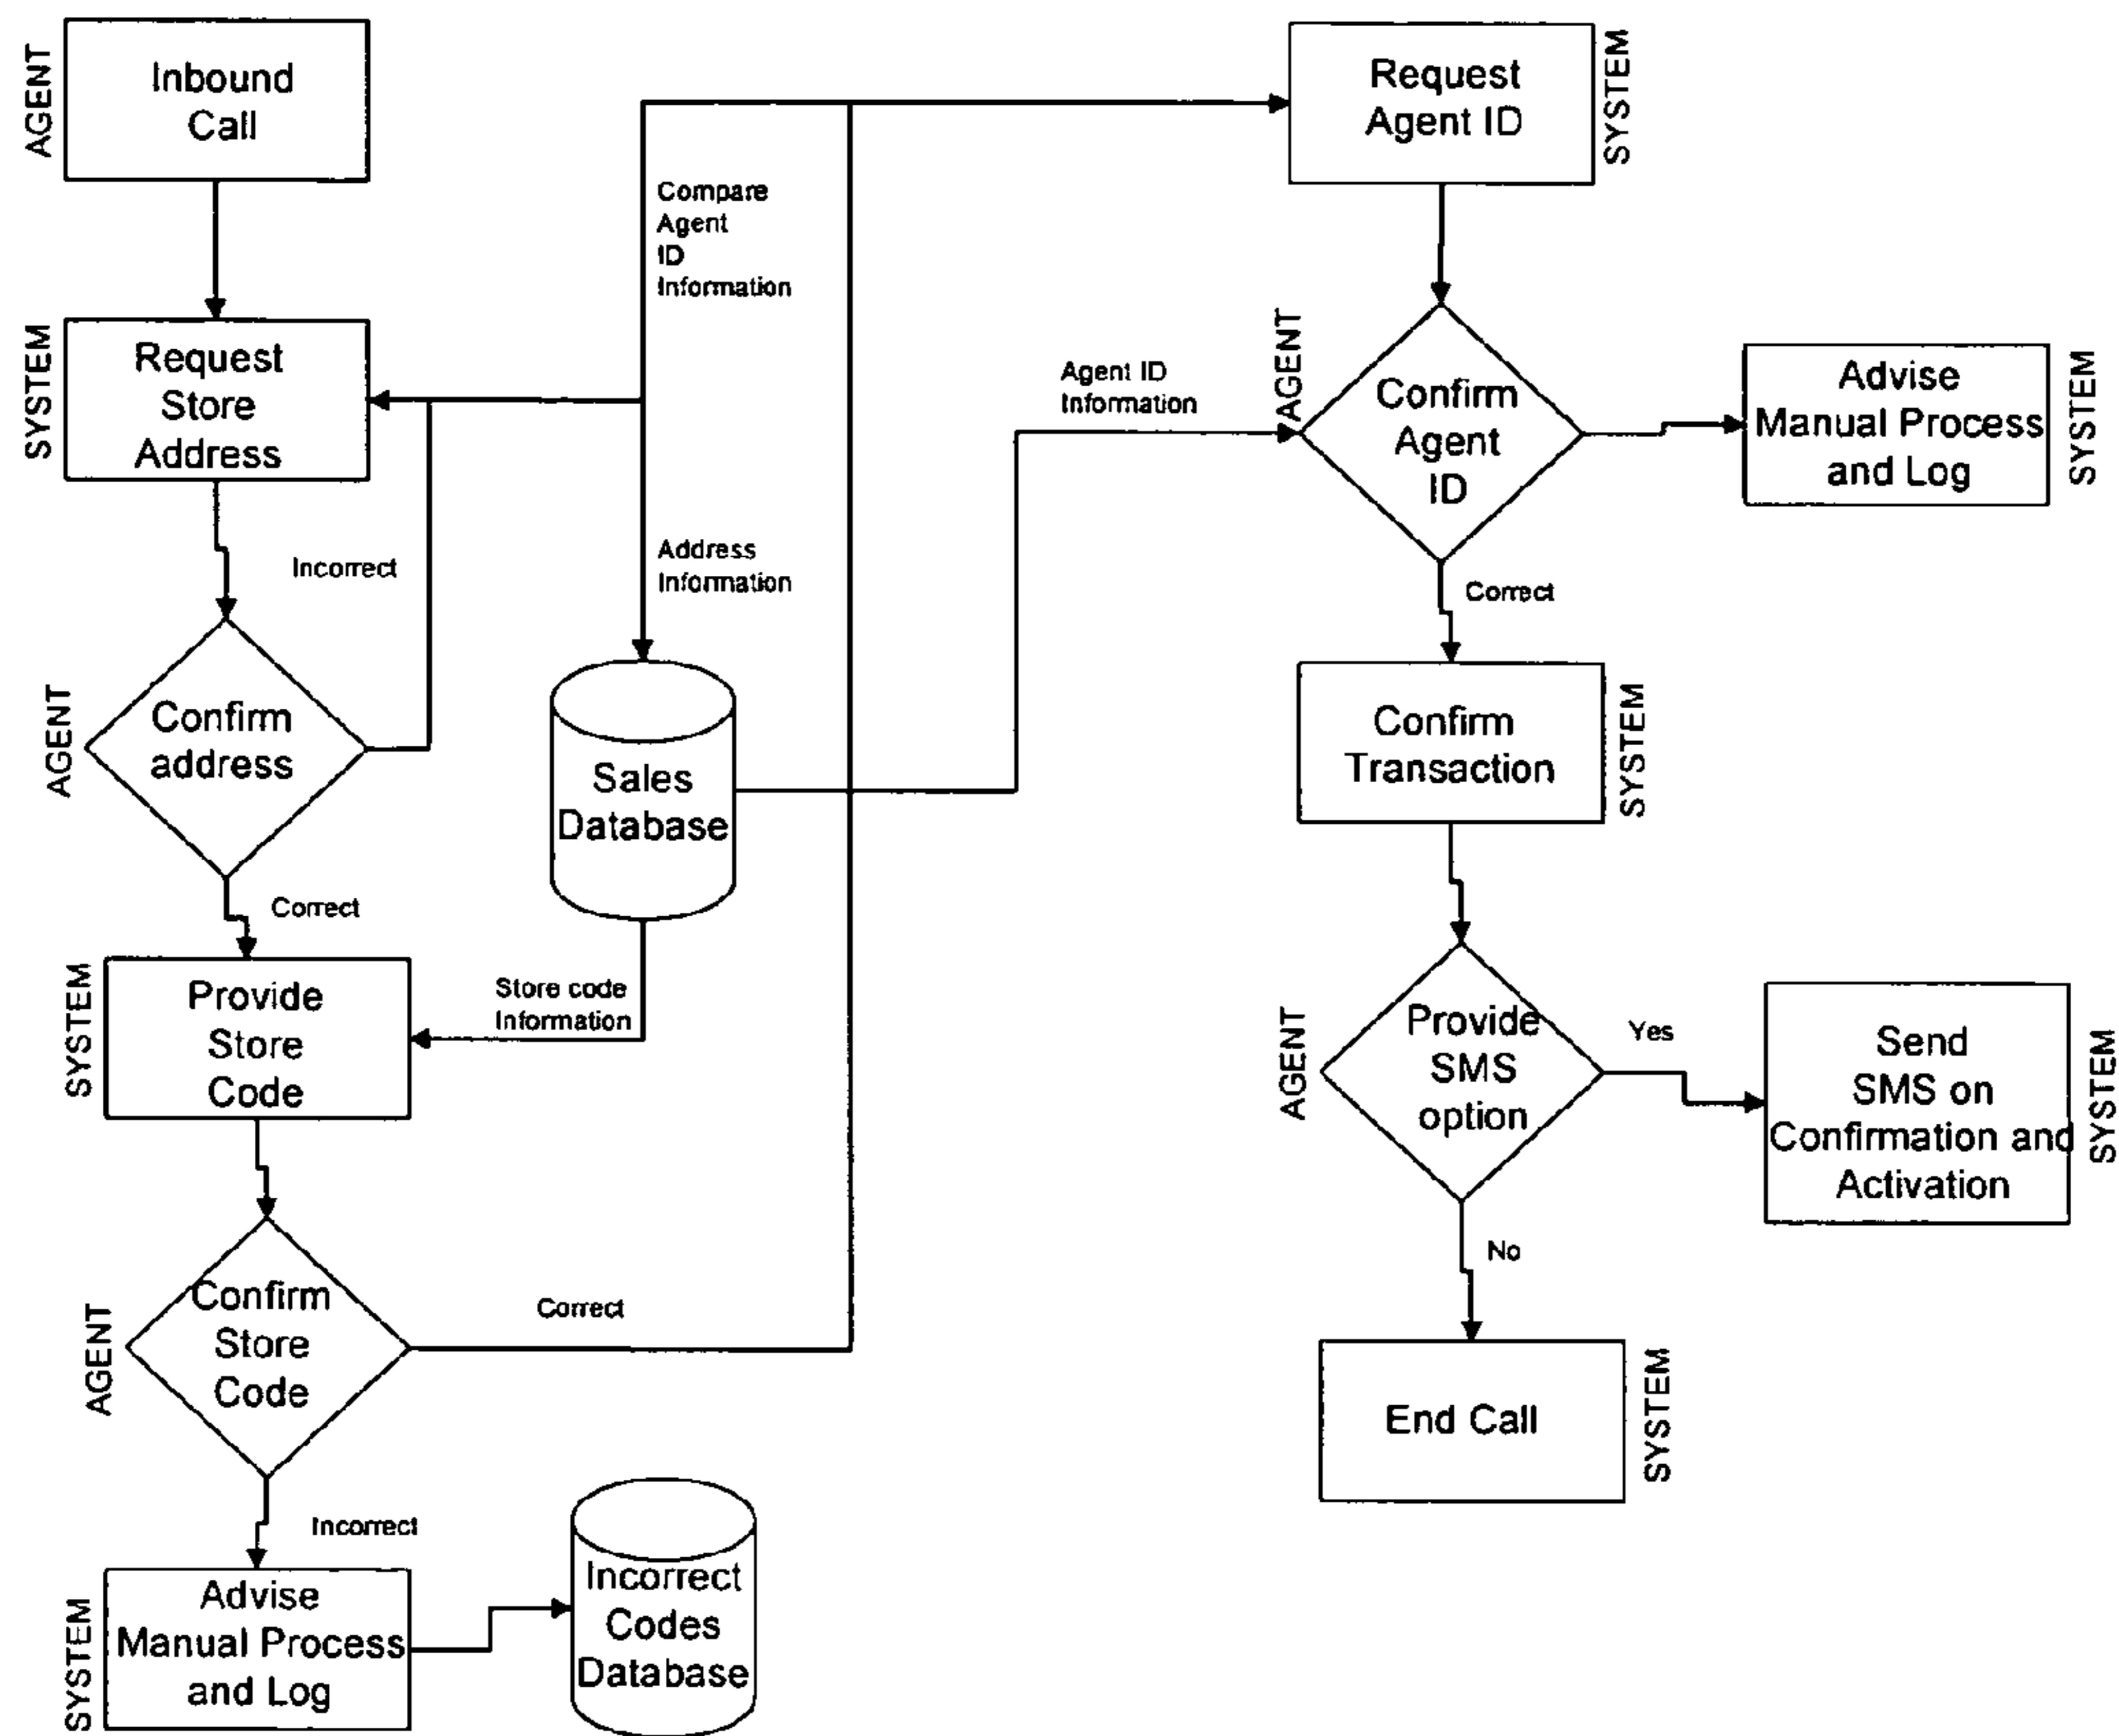 AGENT
Inbound
Call
SYSTEM
Request
Store
Address
Incorrect
AGENT
Confirm
address
Correct
SYSTEM
Provide
Store
Code
AGENT
Confirm
Store
Code
Correct
Incorrect
SYSTEM
Advise
Manual Process
and Log
Incorrect
Codes
Database
Compare
Agent
ID
Information
Address
Information
Sales
Database
Store code
Information
Request
Agent ID
SYSTEM
Agent ID
Information
AGENT
Confirm
Agent
ID
Advise
Manual Process
and Log
SYSTEM
Correct
Confirm
Transaction
SYSTEM
AGENT
Provide
SMS
option
Yes
Send
SMS on
Confirmation and
Activation
SYSTEM
No
End Call
SYSTEM